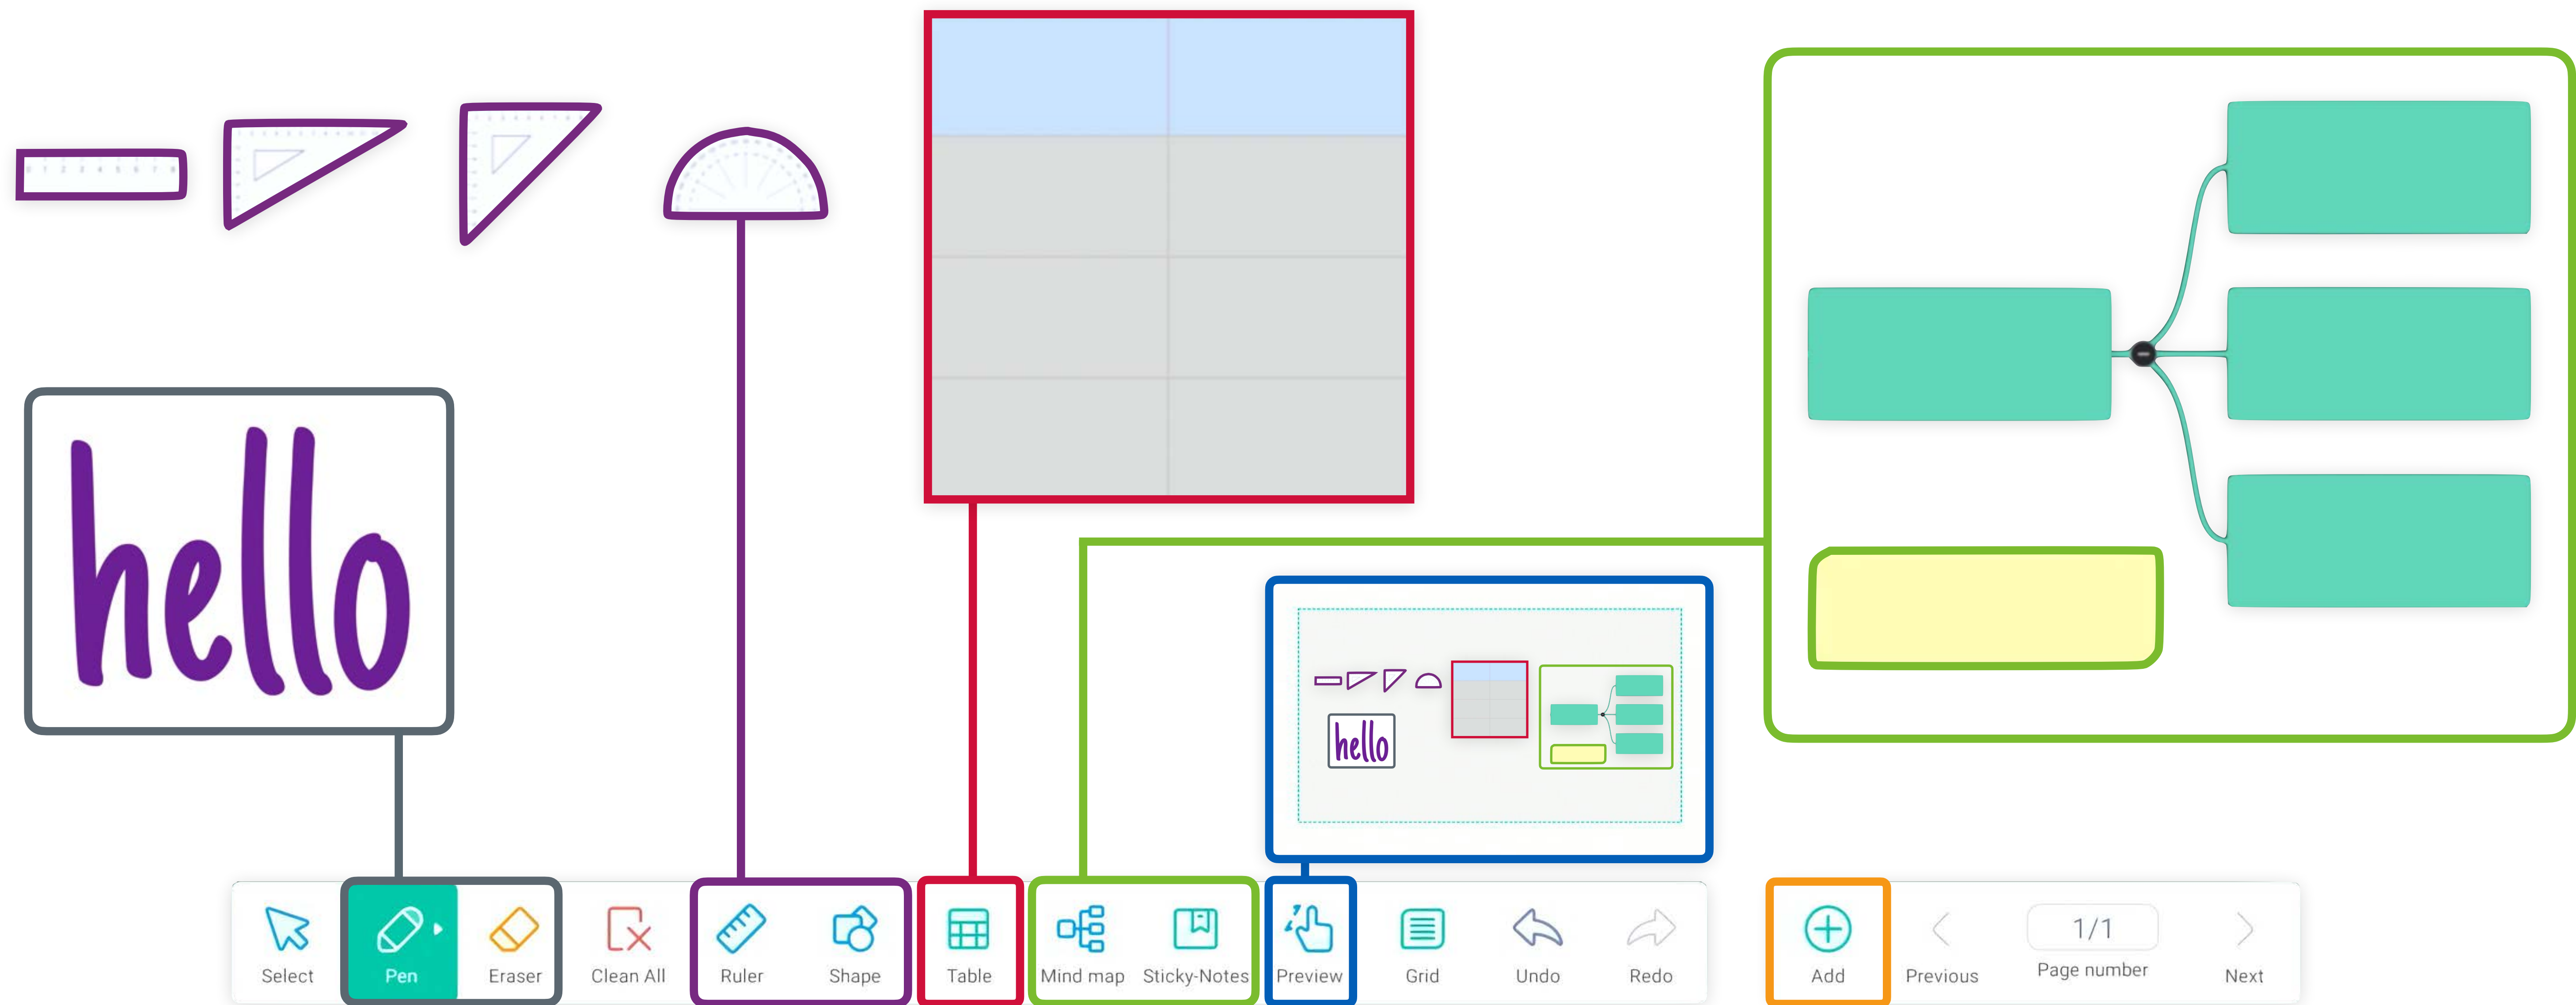 hello
hello
Select
Pen
Eraser
Clean All
Ruler
Shape
Table
Mind map
Sticky-Notes
Preview
Grid
Undo
Redo
Add
Previous
1/1
Page number
Next